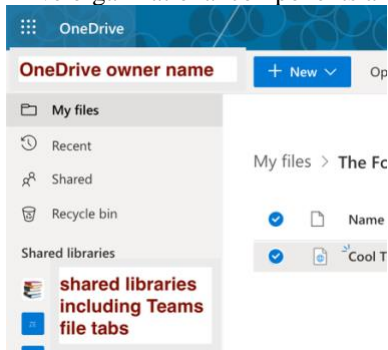 OneDrive
OneDrive owner name
+ New
My files
Recent
My files > The Fo
Shared
Recycle bin
Name
Shared libraries
Cool T
shared libraries
including Teams
file tabs